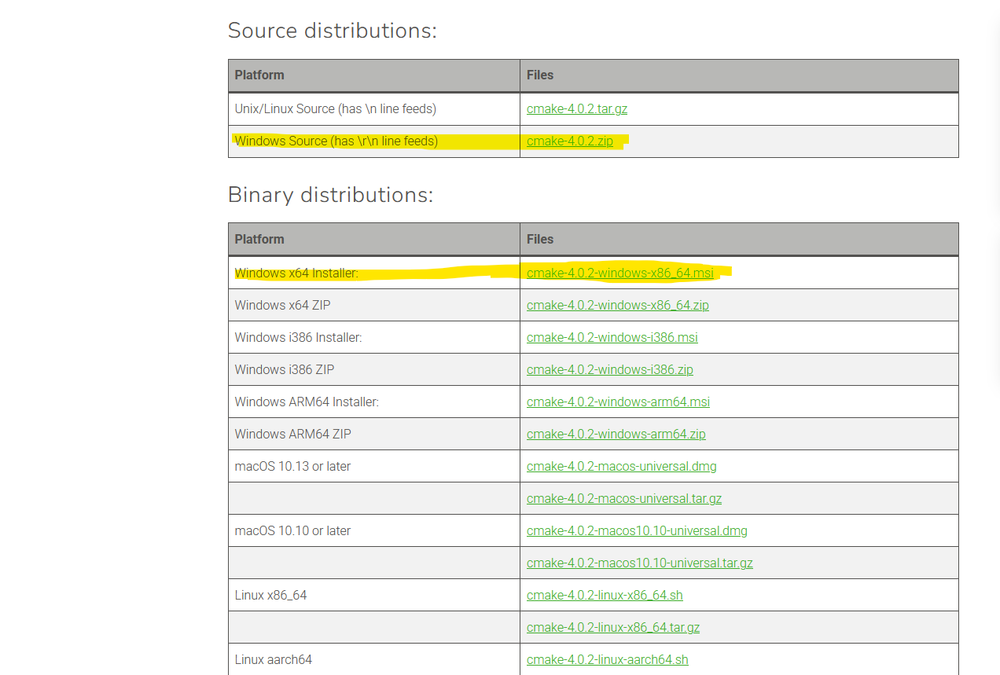 Source distributions:
Platform Files
Unix/Linux Source (has \n line feeds) cmake-4.0.2.tar.gz
Windows Source (has \r\n line feeds) cmake-4.0.2.zip
Binary distributions:
Platform Files
Windows x64 Installer: cmake-4.0.2-windows-x86_64.msi
Windows x64 ZIP cmake-4.0.2-windows-x86_64.zip
Windows i386 Installer: cmake-4.0.2-windows-i386.msi
Windows i386 ZIP cmake-4.0.2-windows-i386.zip
Windows ARM64 Installer: cmake-4.0.2-windows-arm64.msi
Windows ARM64 ZIP cmake-4.0.2-windows-arm64.zip
macOS 10.13 or later cmake-4.0.2-macos-universal.dmg
cmake-4.0.2-macos-universal.tar.gz
macOS 10.10 or later cmake-4.0.2-macos10.10-universal.dmg
cmake-4.0.2-macos10.10-universal.tar.gz
Linux x86_64 cmake-4.0.2-linux-x86_64.sh
cmake-4.0.2-linux-x86_64.tar.gz
Linux aarch64 cmake-4.0.2-linux-aarch64.sh